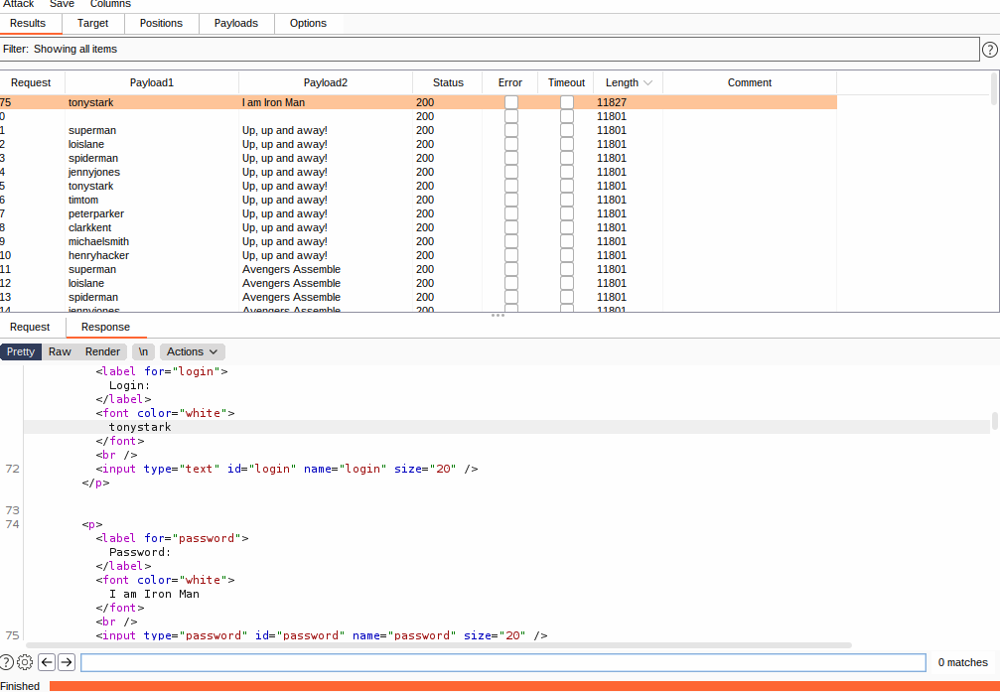 Attack Save Columns
Results Target Positions Payloads Options
Filter: Showing all items ?
Request Payload1 Payload2 Status Error Timeout Length Comment
75 tonystark I am Iron Man 200 11827
0 200 11801
1 superman Up, up and away! 200 11801
2 loislane Up, up and away! 200 11801
3 spiderman Up, up and away! 200 11801
4 jennyjones Up, up and away! 200 11801
5 tonystark Up, up and away! 200 11801
6 timtom Up, up and away! 200 11801
7 peterparker Up, up and away! 200 11801
8 clarkkent Up, up and away! 200 11801
9 michaelsmith Up, up and away! 200 11801
10 henryhacker Up, up and away! 200 11801
11 superman Avengers Assemble 200 11801
12 loislane Avengers Assemble 200 11801
13 spiderman Avengers Assemble 200 11801
14 jennyjones Avengers Assemble 200 11801
Request Response
Pretty Raw Render \n Actions
<label for="login">
Login:
</label>
<font color="white">
tonystark
</font>
<br />
72 <input type="text" id="login" name="login" size="20" />
</p>
73
74 <p>
<label for="password">
Password:
</label>
<font color="white">
I am Iron Man
</font>
<br />
75 <input type="password" id="password" name="password" size="20" />
? 0 matches
Finished